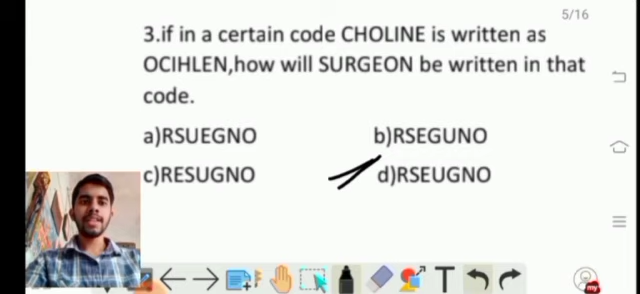 5/16
3.if in a certain code CHOLINE is written as
OCIHLEN,how will SURGEON be written in that
code.
a)RSUEGNO b)RSEGUNO
c)RESUGNO d)RSEUGNO
T
my